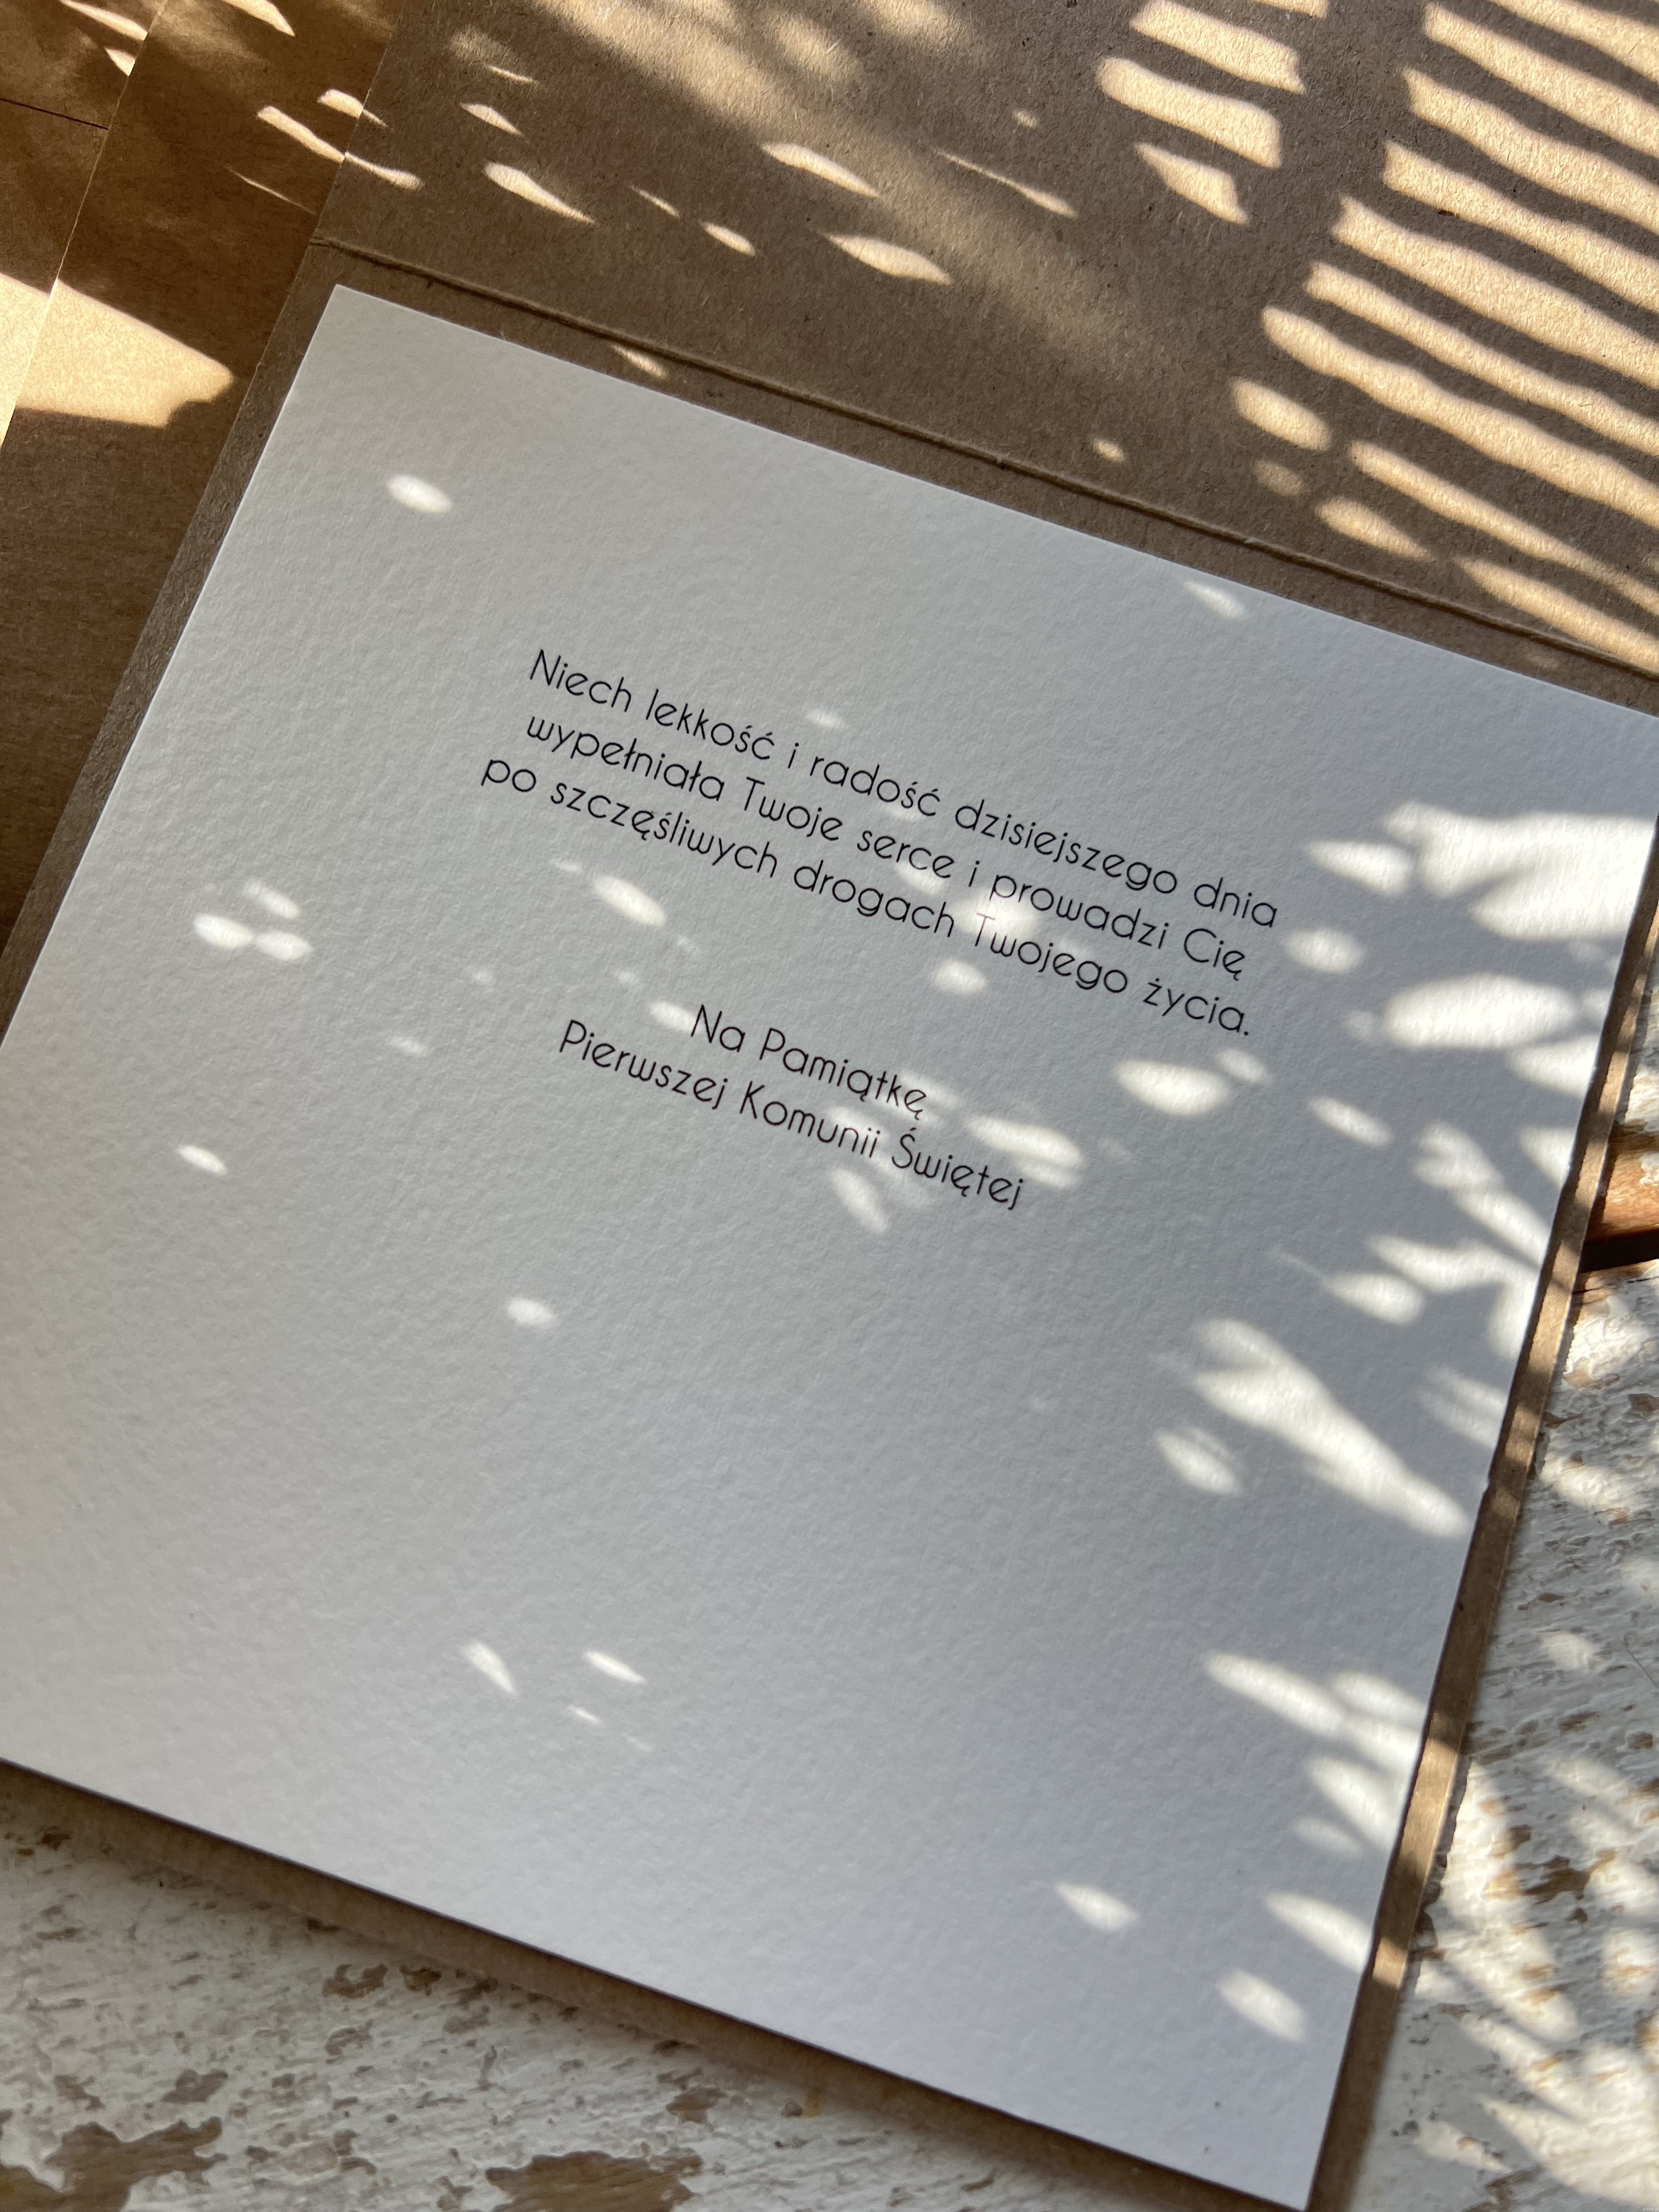 Niech lekkość i radość dzisiejszego dnia
wypełniała Twoje serce i prowadzi Cię
po szczęśliwych drogach Twojego życia.
Na Pamiątkę
Pierwszej Komunii Świętej